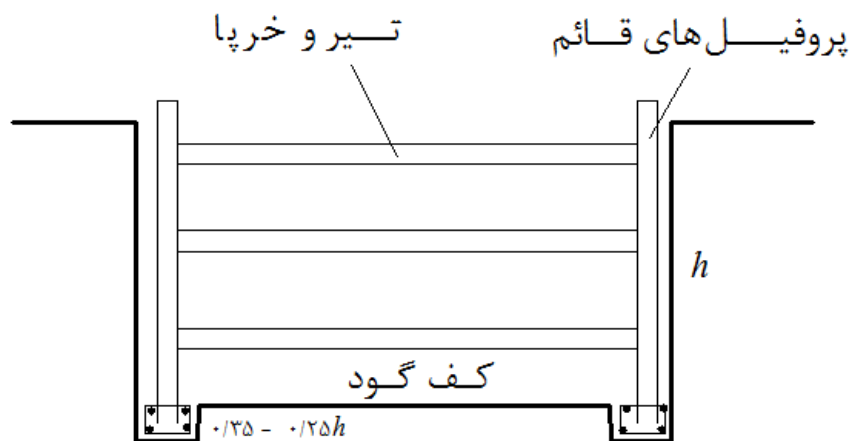 پروفیل‌های قائم
تیر و خرپا
h
کف گود
۰/۳۵ - ۰/۲۵h